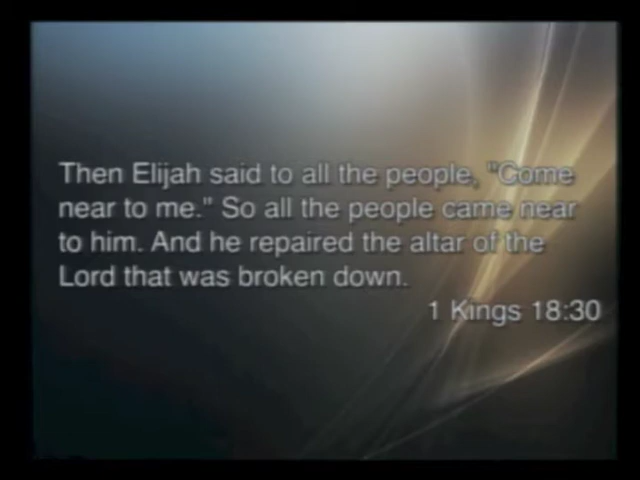 Then Elijah said to all the people, "Come
near to me." So all the people came near
to him. And he repaired the altar of the
Lord that was broken down.
1 Kings 18:30